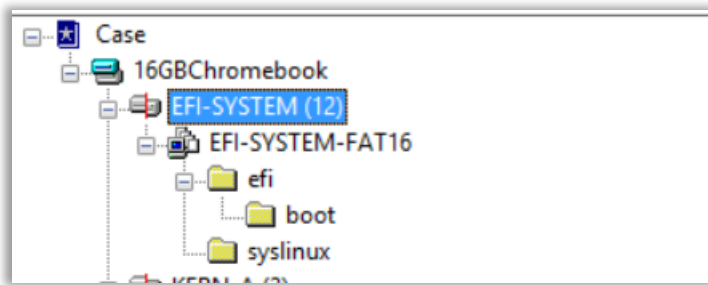 Case
16GBChromebook
EFI-SYSTEM (12)
EFI-SYSTEM-FAT16
efi
boot
syslinux